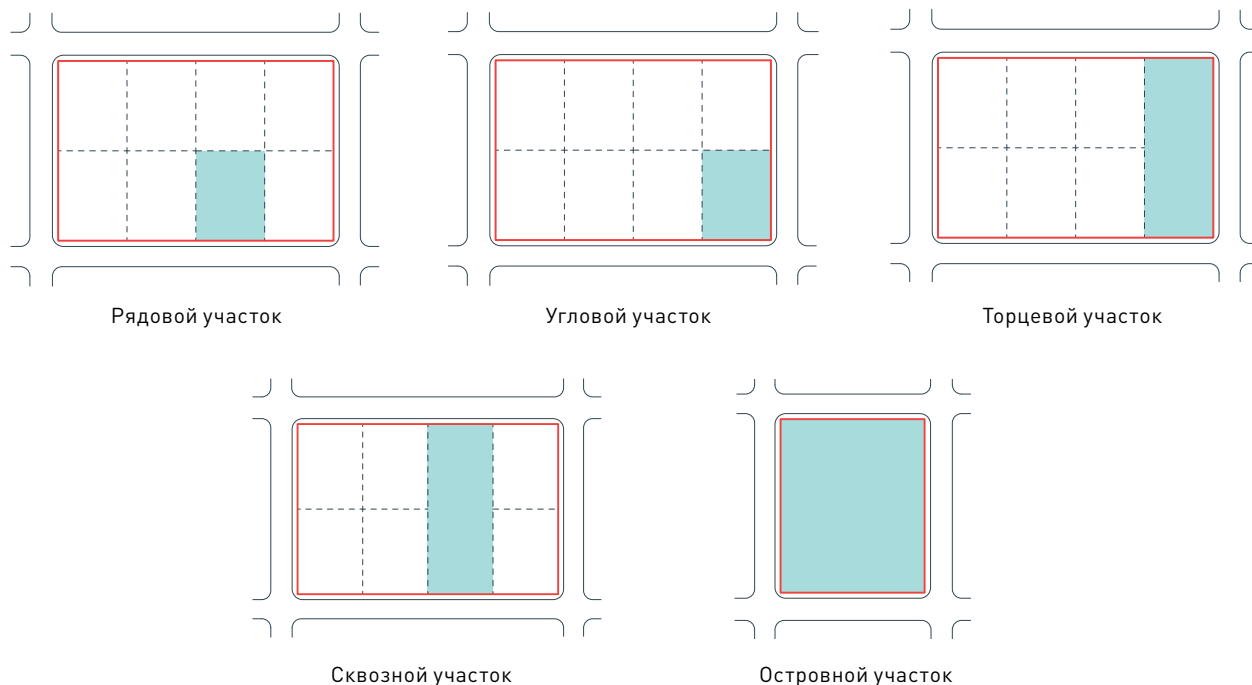 Рядовой участок
Угловой участок
Торцевой участок
Сквозной участок
Островной участок